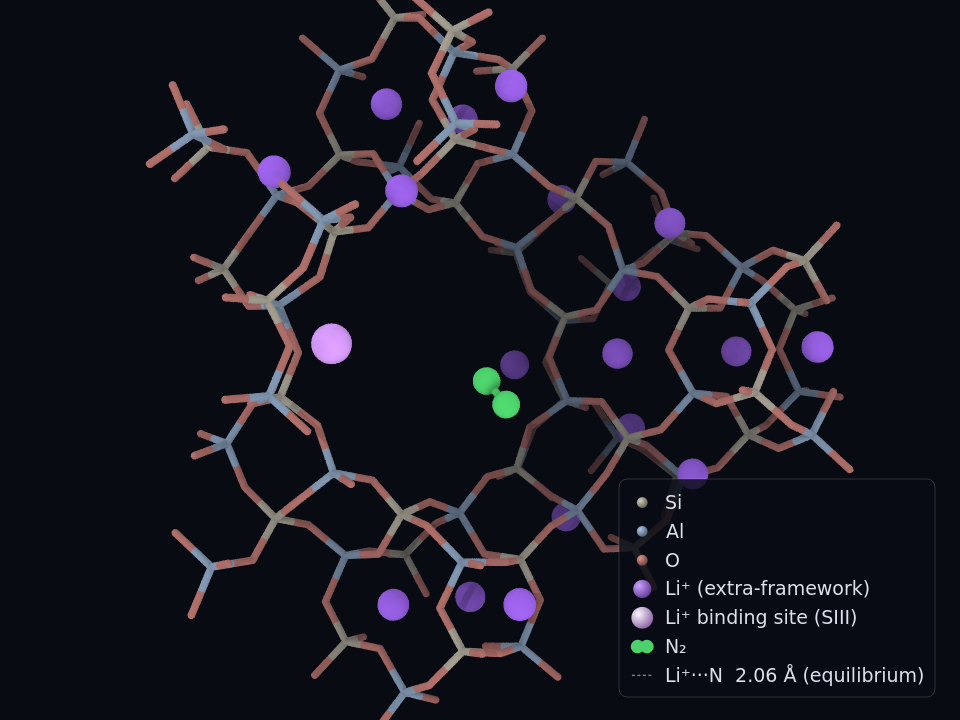 Si
Al
O
Li⁺ (extra-framework)
Li⁺ binding site (SIII)
N₂
Li⁺···N 2.06 Å (equilibrium)